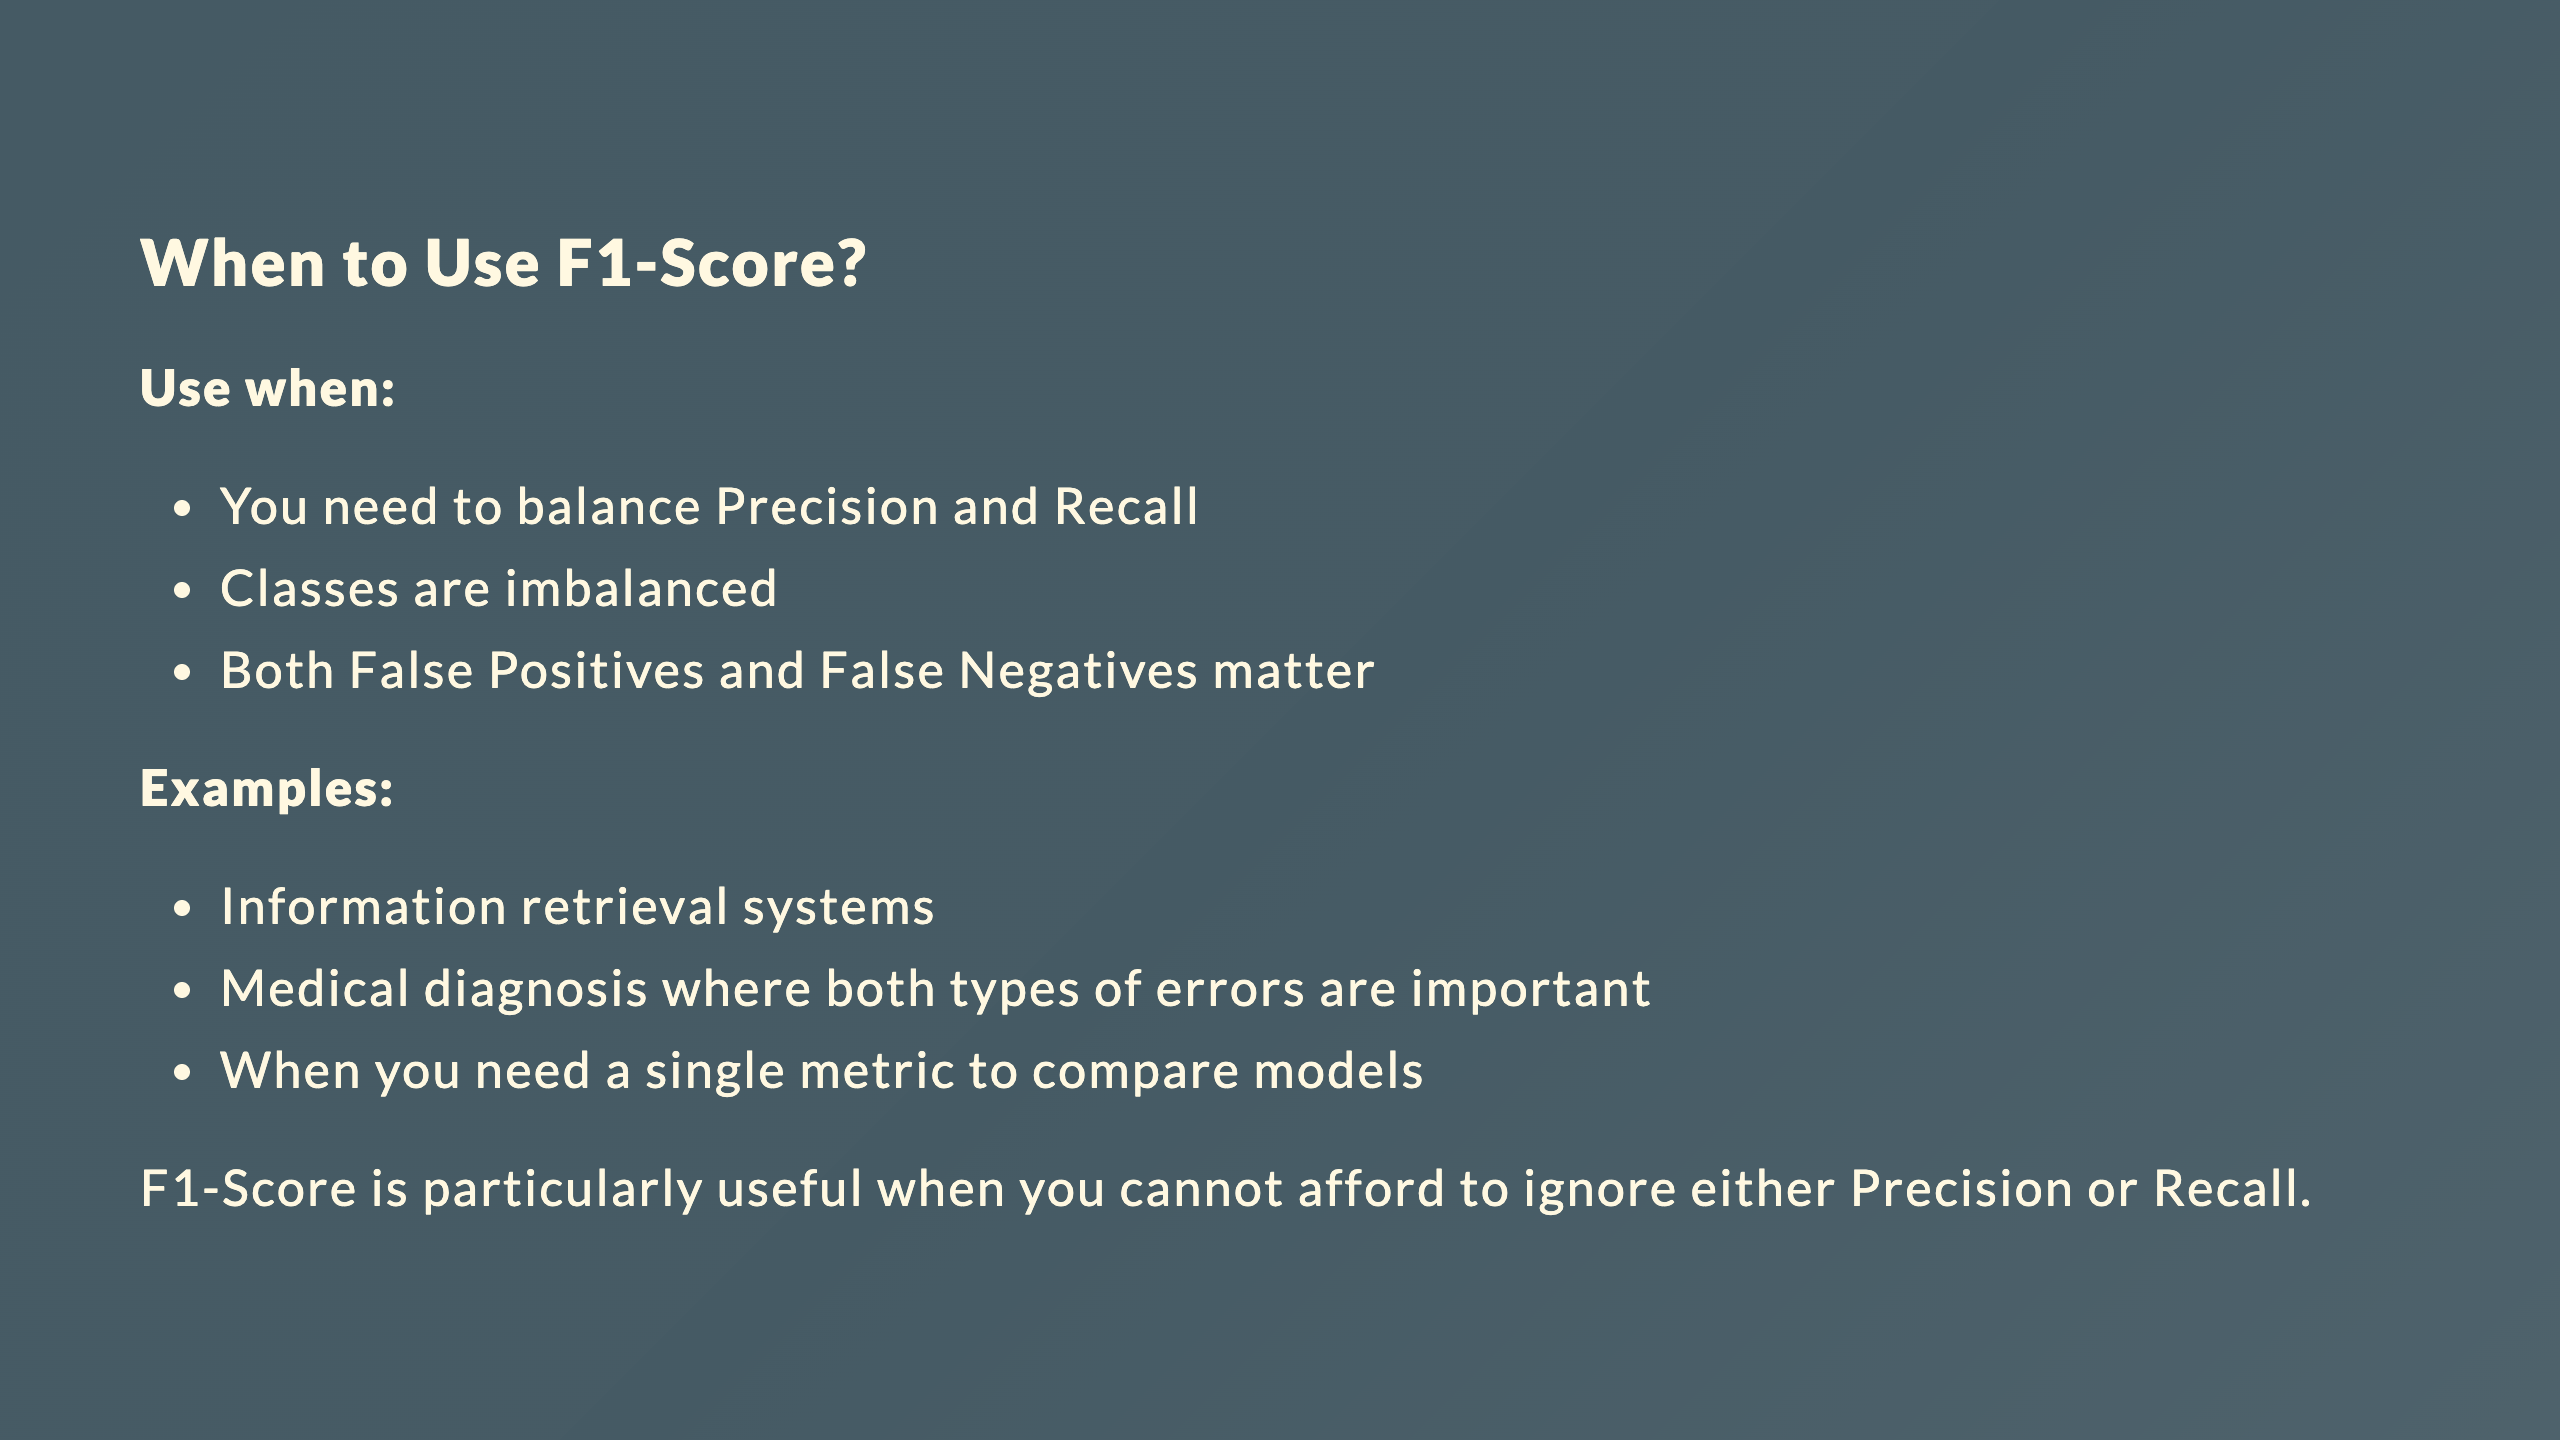 When to Use F1-Score?
Use when:
• You need to balance Precision and Recall
• Classes are imbalanced
• Both False Positives and False Negatives matter
Examples:
• Information retrieval systems
• Medical diagnosis where both types of errors are important
• When you need a single metric to compare models
F1-Score is particularly useful when you cannot afford to ignore either Precision or Recall.